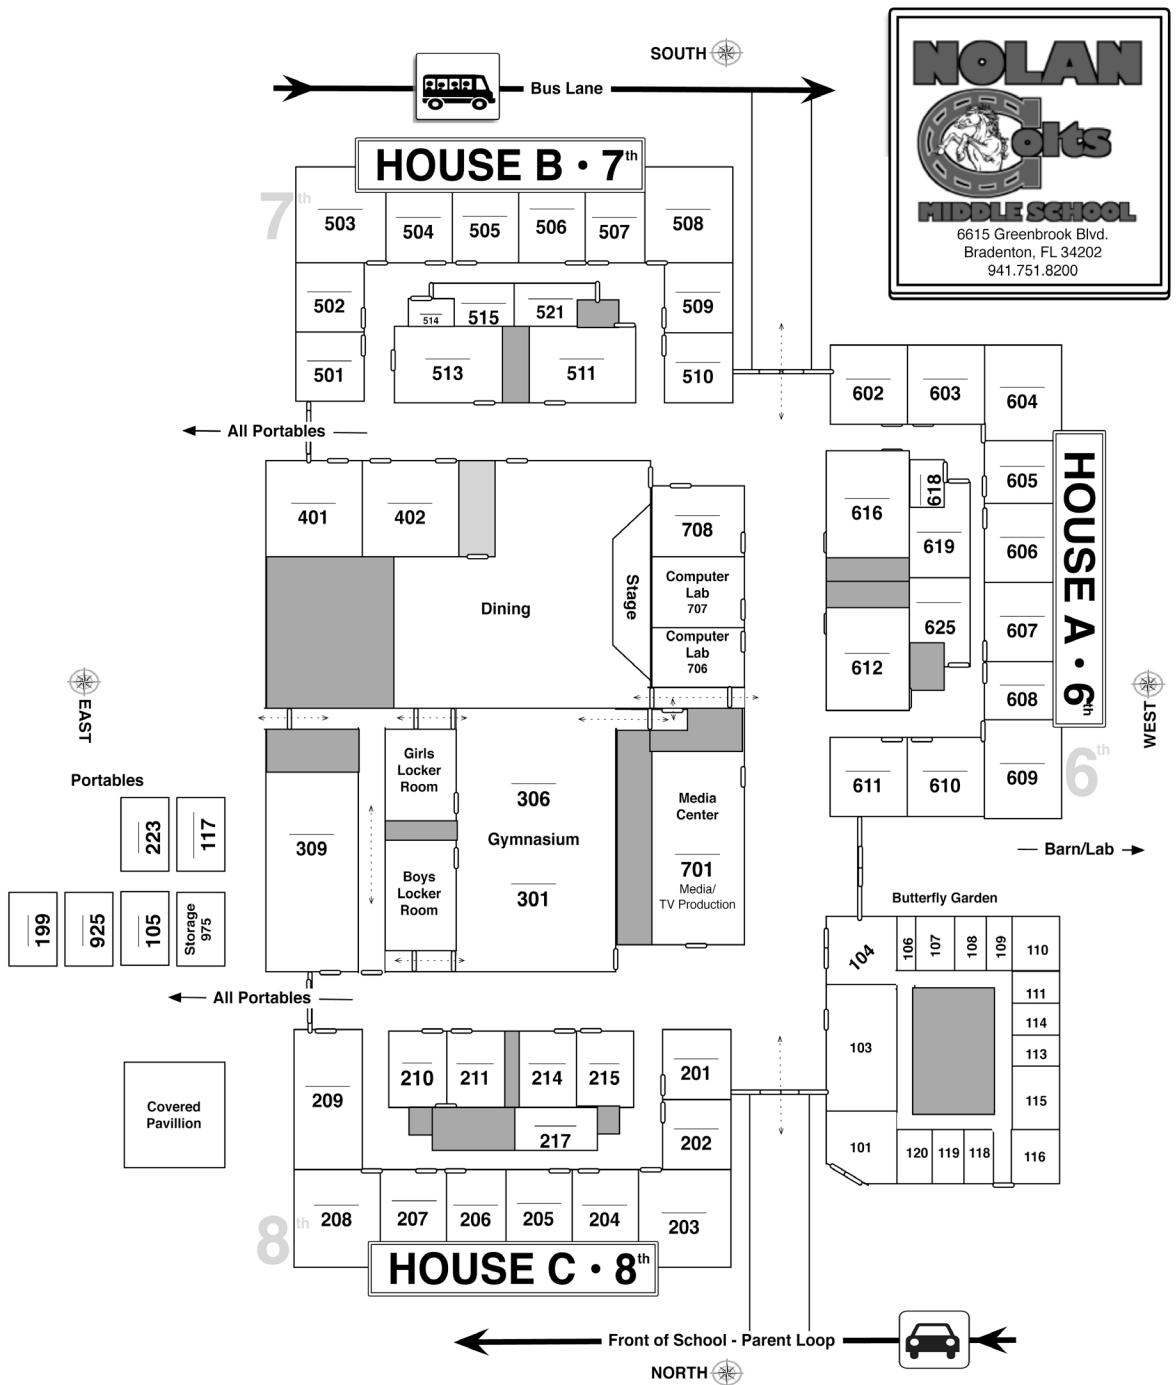 SOUTH
Bus Lane
NOLAN
Colts
MIDDLE SCHOOL
6615 Greenbrook Blvd.
Bradenton, FL 34202
941.751.8200
HOUSE B • 7th
7th
503
504
505
506
507
508
502
509
514
515
521
501
513
511
510
All Portables
602
603
604
HOUSE A • 6th
401
402
708
616
618
605
619
606
Computer
Lab
707
Stage
Dining
Computer
Lab
706
625
607
612
608
EAST
WEST
6th
Girls
Locker
Room
306
Gymnasium
301
Media
Center
701
Media/
TV Production
611
610
609
Portables
223
117
309
Boys
Locker
Room
Barn/Lab
199
925
105
Storage
975
Butterfly Garden
104
106
107
108
109
110
111
114
113
103
115
101
120
119
118
116
All Portables
210
211
214
215
201
209
217
202
Covered
Pavillion
8th
208
207
206
205
204
203
HOUSE C • 8th
Front of School - Parent Loop
NORTH